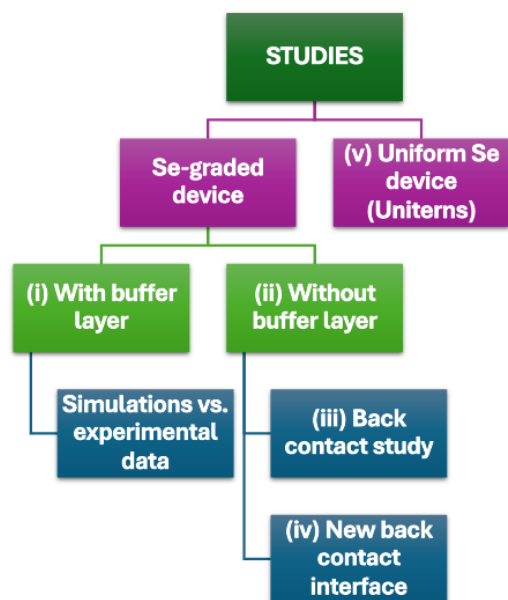 STUDIES
Se-graded
device
(v) Uniform Se
device
(Uniterns)
(i) With buffer
layer
(ii) Without
buffer layer
Simulations vs.
experimental
data
(iii) Back
contact study
(iv) New back
contact
interface